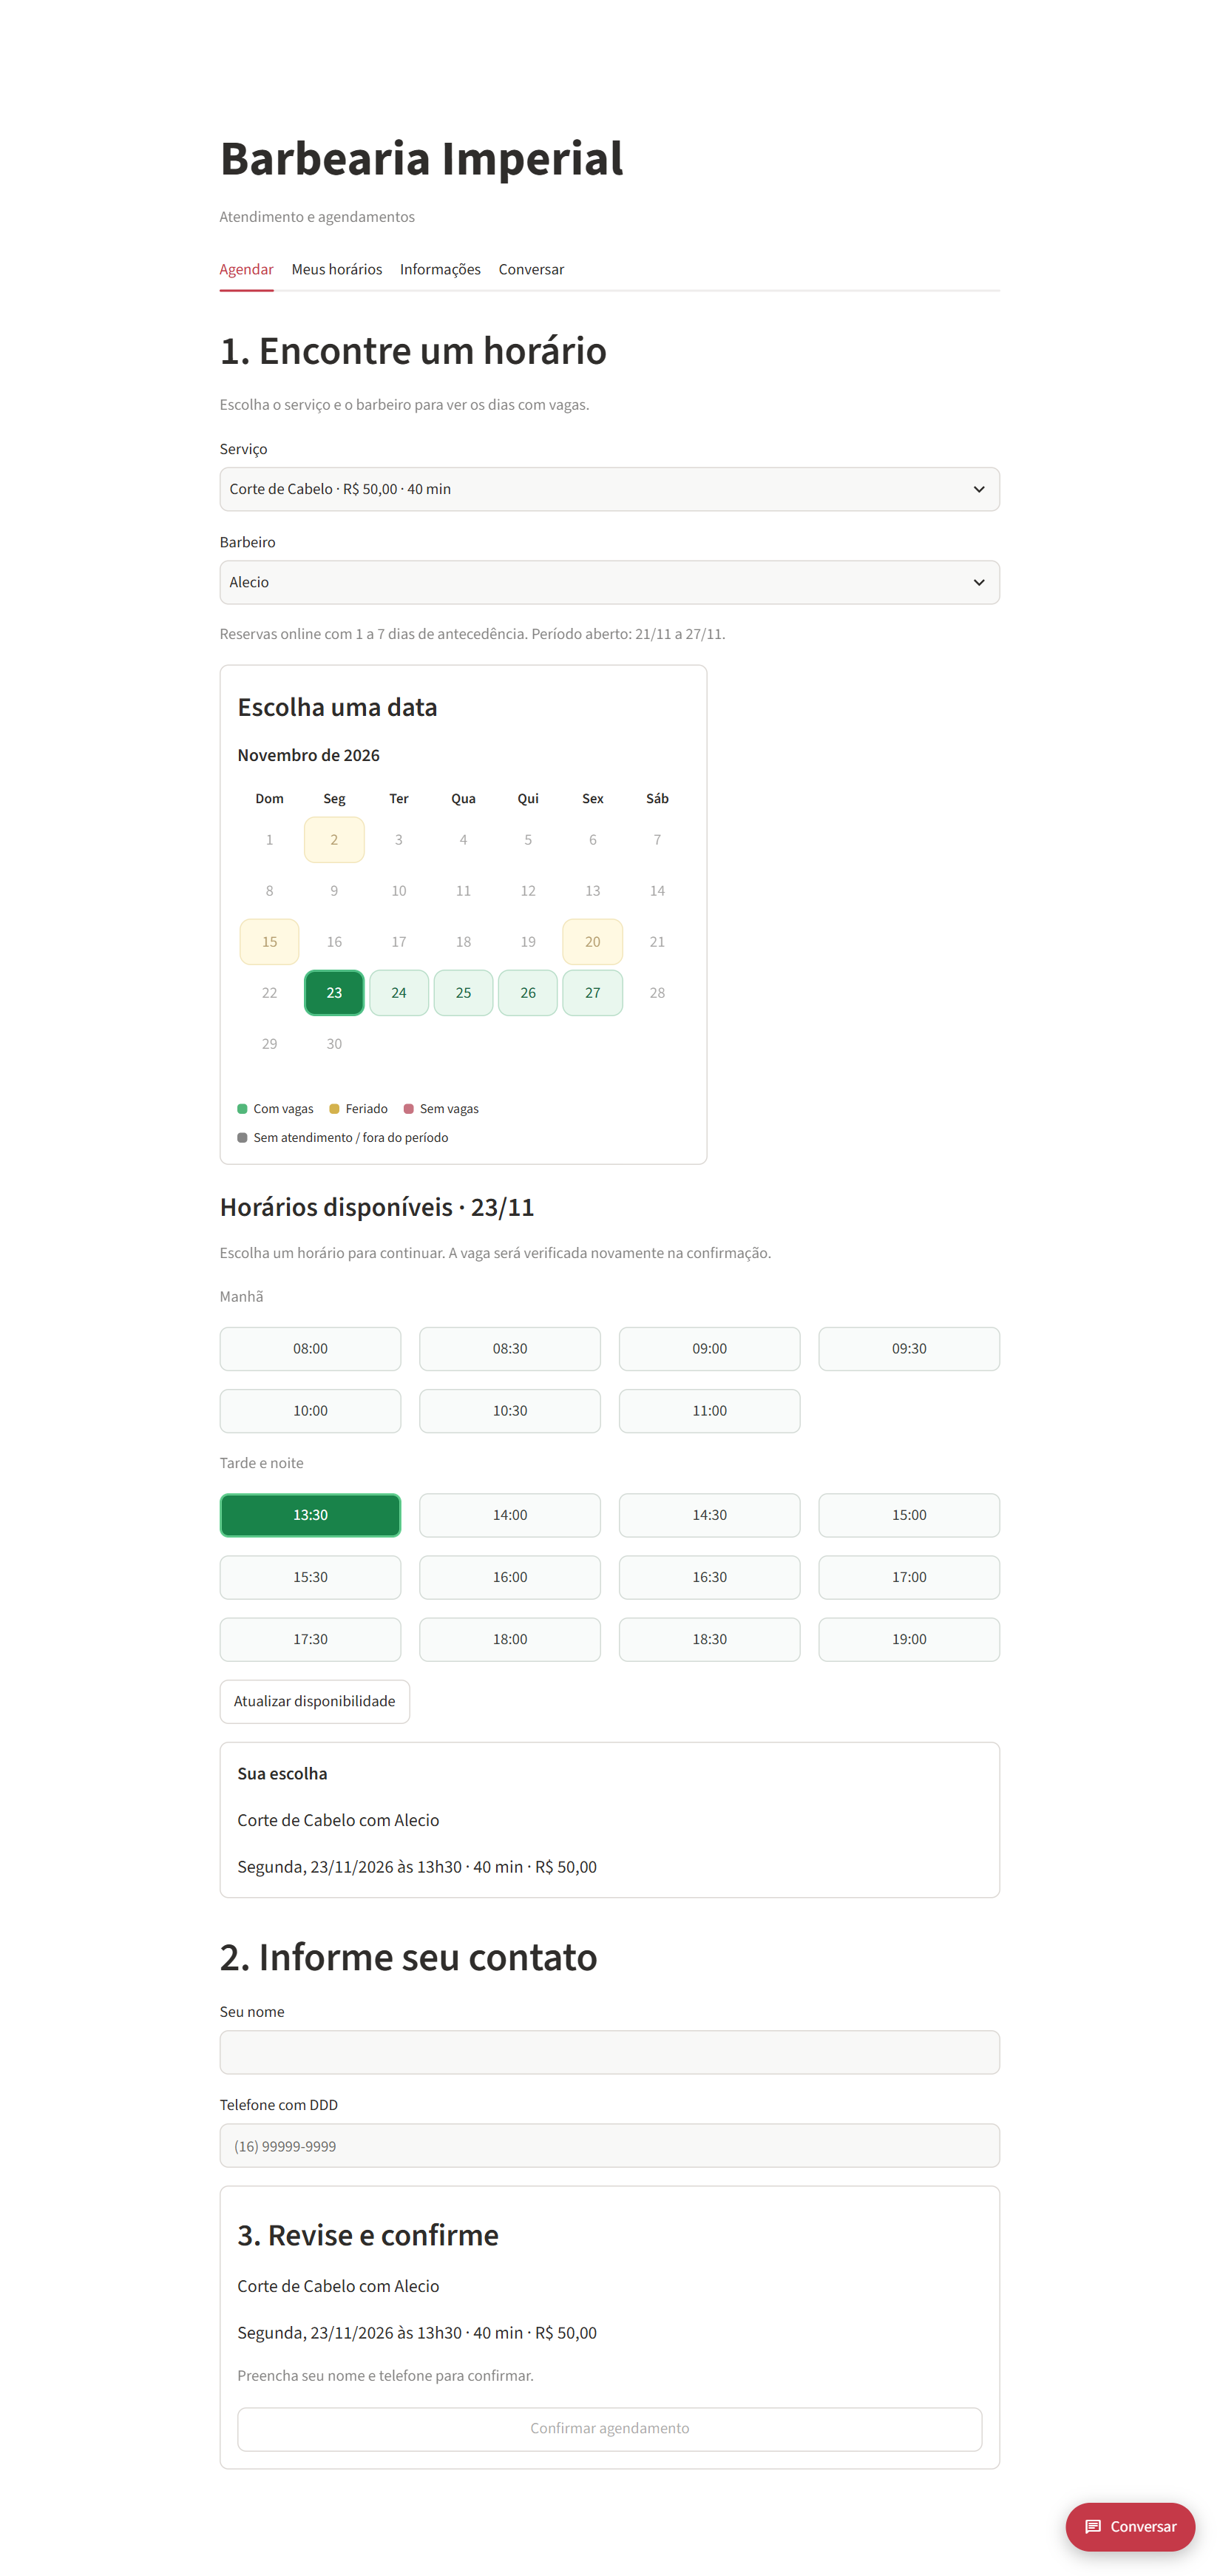 Barbearia Imperial
Atendimento e agendamentos
Agendar Meus horários Informações Conversar
1. Encontre um horário
Escolha o serviço e o barbeiro para ver os dias com vagas.
Serviço
Corte de Cabelo · R$ 50,00 · 40 min
Barbeiro
Alecio
Reservas online com 1 a 7 dias de antecedência. Período aberto: 21/11 a 27/11.
Escolha uma data
Novembro de 2026
Dom Seg Ter Qua Qui Sex Sáb
1 2 3 4 5 6 7
8 9 10 11 12 13 14
15 16 17 18 19 20 21
22 23 24 25 26 27 28
29 30
Com vagas Feriado Sem vagas
Sem atendimento / fora do período
Horários disponíveis · 23/11
Escolha um horário para continuar. A vaga será verificada novamente na confirmação.
Manhã
08:00 08:30 09:00 09:30
10:00 10:30 11:00
Tarde e noite
13:30 14:00 14:30 15:00
15:30 16:00 16:30 17:00
17:30 18:00 18:30 19:00
Atualizar disponibilidade
Sua escolha
Corte de Cabelo com Alecio
Segunda, 23/11/2026 às 13h30 · 40 min · R$ 50,00
2. Informe seu contato
Seu nome
Telefone com DDD
(16) 99999-9999
3. Revise e confirme
Corte de Cabelo com Alecio
Segunda, 23/11/2026 às 13h30 · 40 min · R$ 50,00
Preencha seu nome e telefone para confirmar.
Confirmar agendamento
Conversar